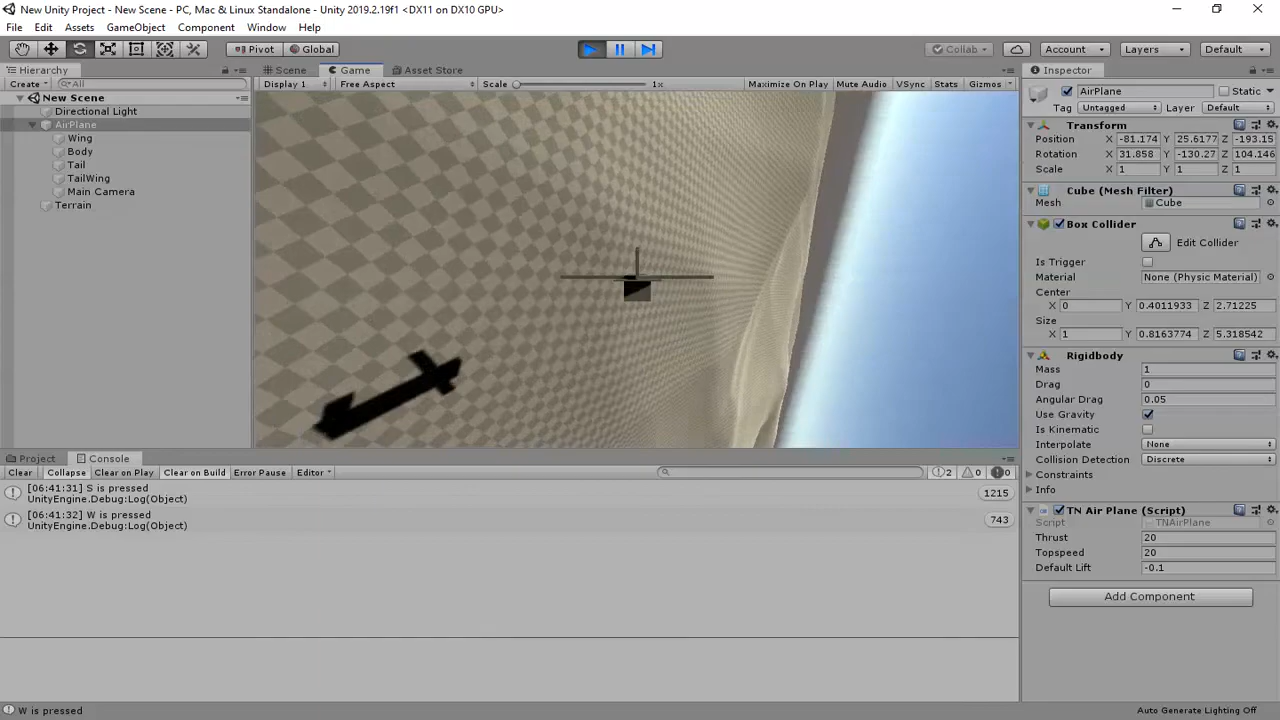 New Unity Project - New Scene - PC, Mac & Linux Standalone - Unity 2019.2.19f1 <DX11 on DX10 GPU>
File Edit Assets GameObject Component Window Help
Pivot Global Collab Account Layers Default
Hierarchy
Create All
New Scene
Directional Light
AirPlane
Wing
Body
Tail
TailWing
Main Camera
Terrain
Scene Game Asset Store
Display 1 Free Aspect Scale 1x Maximize On Play Mute Audio VSync Stats Gizmos
Project Console
Clear Collapse Clear on Play Clear on Build Error Pause Editor 2 0 0
[06:41:31] S is pressed
UnityEngine.Debug:Log(Object)
1215
[06:41:32] W is pressed
UnityEngine.Debug:Log(Object)
743
Inspector
AirPlane Static
Tag Untagged Layer Default
Transform
Position X -81.174 Y 25.6177 Z -193.15
Rotation X 31.858 Y -130.27 Z 104.146
Scale X 1 Y 1 Z 1
Cube (Mesh Filter)
Mesh Cube
Box Collider
Edit Collider
Is Trigger
Material None (Physic Material)
Center
X 0 Y 0.4011933 Z 2.71225
Size
X 1 Y 0.8163774 Z 5.318542
Rigidbody
Mass 1
Drag 0
Angular Drag 0.05
Use Gravity
Is Kinematic
Interpolate None
Collision Detection Discrete
Constraints
Info
TN Air Plane (Script)
Script TNAirPlane
Thrust 20
Topspeed 20
Default Lift -0.1
Add Component
W is pressed
Auto Generate Lighting Off